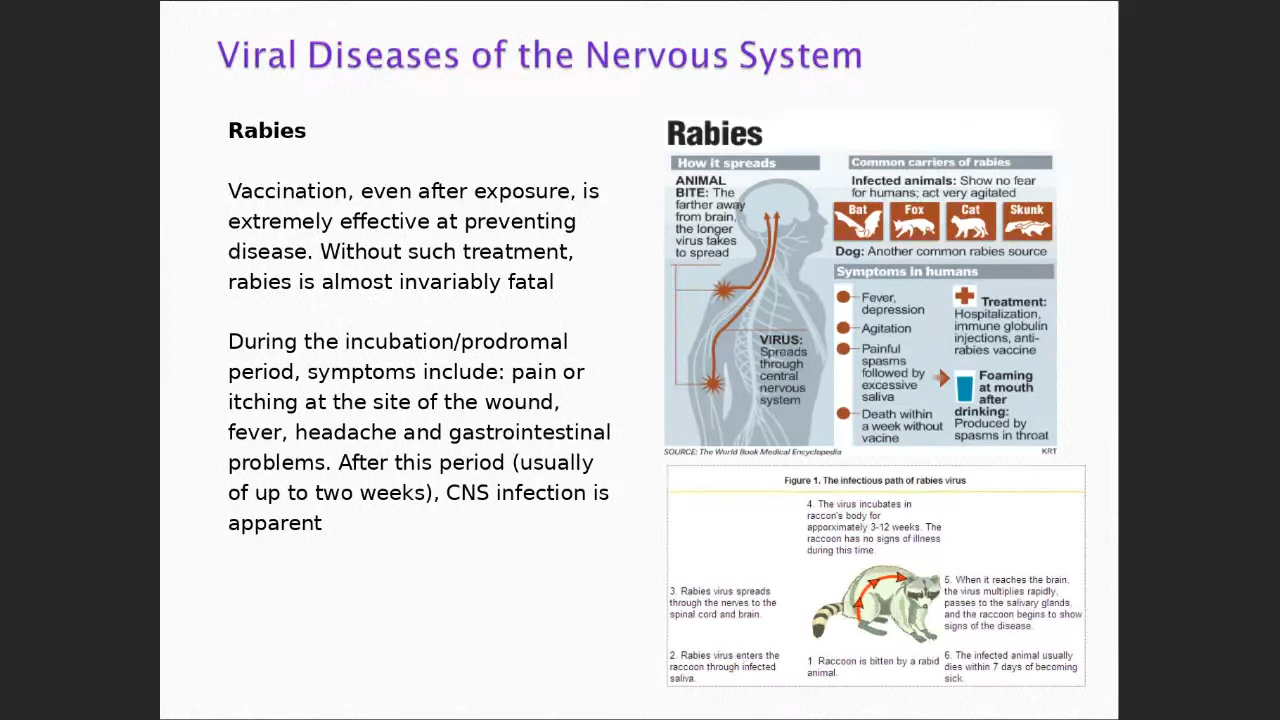 Viral Diseases of the Nervous System
Rabies
Vaccination, even after exposure, is
extremely effective at preventing
disease. Without such treatment,
rabies is almost invariably fatal
During the incubation/prodromal
period, symptoms include: pain or
itching at the site of the wound,
fever, headache and gastrointestinal
problems. After this period (usually
of up to two weeks), CNS infection is
apparent
Rabies
How it spreads
ANIMAL
BITE: The
farther away
from brain,
the longer
virus takes
to spread
VIRUS:
Spreads
through
central
nervous
system
Common carriers of rabies
Infected animals: Show no fear
for humans; act very agitated
Bat
Fox
Cat
Skunk
Dog: Another common rabies source
Symptoms in humans
Fever,
depression
Agitation
Painful
spasms
followed by
excessive
saliva
Death within
a week without
vacine
Treatment:
Hospitalization,
immune globulin
injections, anti-
rabies vaccine
Foaming
at mouth
after
drinking:
Produced by
spasms in throat
SOURCE: The World Book Medical Encyclopedia
KRT
Figure 1. The infectious path of rabies virus
4. The virus incubates in
raccon's body for
apporximately 3-12 weeks. The
raccoon has no signs of illness
during this time.
3. Rabies virus spreads
through the nerves to the
spinal cord and brain.
5. When it reaches the brain,
the virus multiplies rapidly,
passes to the salivary glands,
and the raccoon begins to show
signs of the disease.
2. Rabies virus enters the
raccoon through infected
saliva.
1. Raccoon is bitten by a rabid
animal.
6. The infected animal usually
dies within 7 days of becoming
sick.